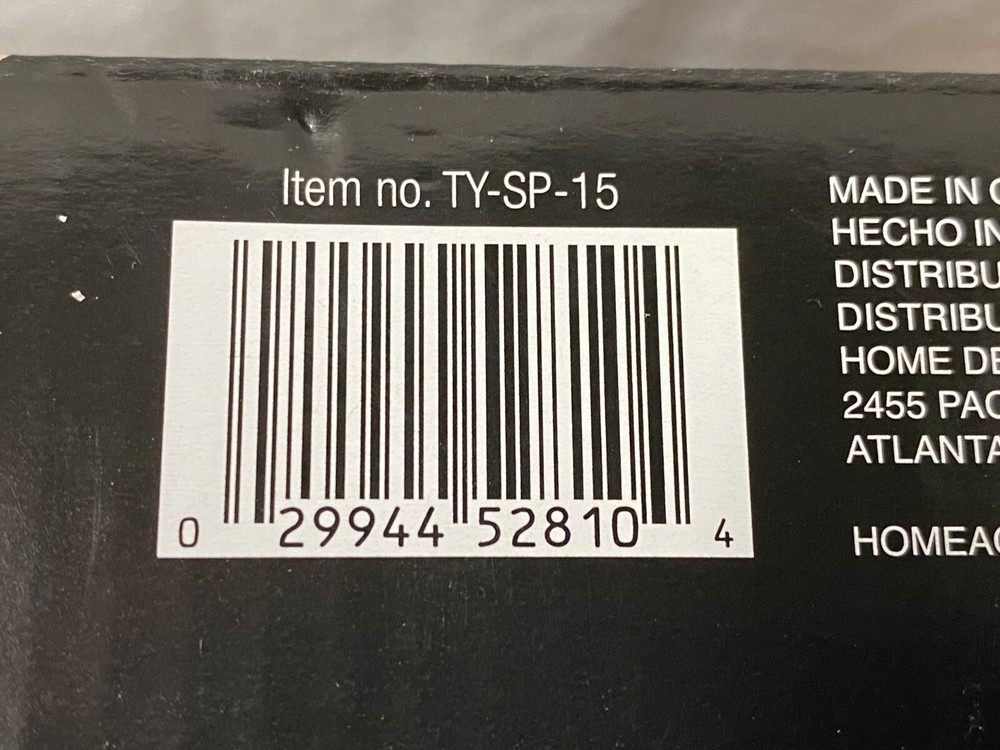 Item no. TY-SP-15
0 29944 52810 4
MADE IN
HECHO IN
DISTRIBU
DISTRIBU
HOME DE
2455 PAC
ATLANTA
HOMEAC